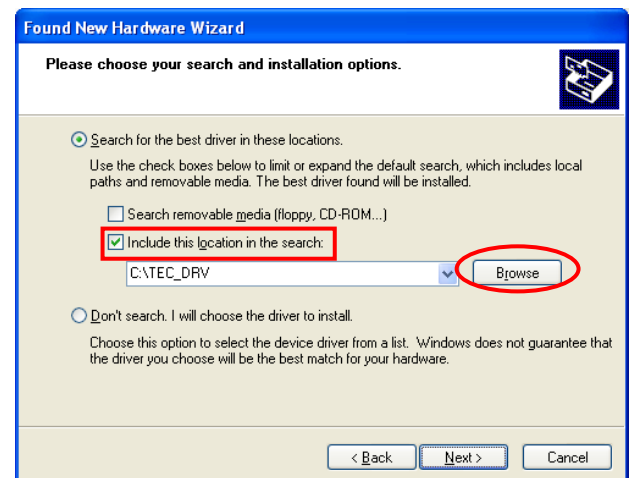 Found New Hardware Wizard
Please choose your search and installation options.
Search for the best driver in these locations.
Use the check boxes below to limit or expand the default search, which includes local
paths and removable media. The best driver found will be installed.
Search removable media (floppy, CD-ROM...)
Include this location in the search:
C:\TEC_DRV
Browse
Don't search. I will choose the driver to install.
Choose this option to select the device driver from a list. Windows does not guarantee that
the driver you choose will be the best match for your hardware.
< Back
Next >
Cancel